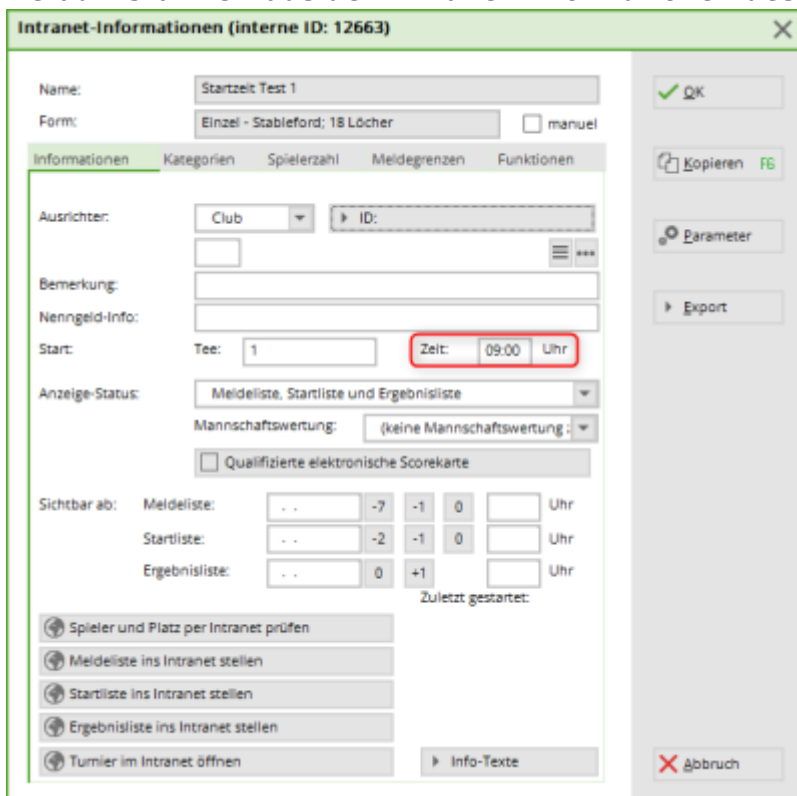 Intranet-Informationen (interne ID: 12663)
Name: Startzeit Test 1
Form: Einzel - Stableford; 18 Löcher manuel
Informationen Kategorien Spielerzahl Meldegrenzen Funktionen
Ausrichter: Club ID:
Bemerkung:
Nenngeld-Info:
Start: Tee: 1 Zeit: 09:00 Uhr
Anzeige-Status: Meldeliste, Startliste und Ergebnisliste
Mannschaftswertung: (keine Mannschaftswertung :
Qualifizierte elektronische Scorekarte
Sichtbar ab: Meldeliste: . . -7 -1 0 Uhr
Startliste: . . -2 -1 0 Uhr
Ergebnisliste: . . 0 +1 Uhr
Zuletzt gestartet:
Spieler und Platz per Intranet prüfen
Meldeliste ins Intranet stellen
Startliste ins Intranet stellen
Ergebnisliste ins Intranet stellen
Turnier im Intranet öffnen Info-Texte
OK
Kopieren F6
Parameter
Export
Abbruch